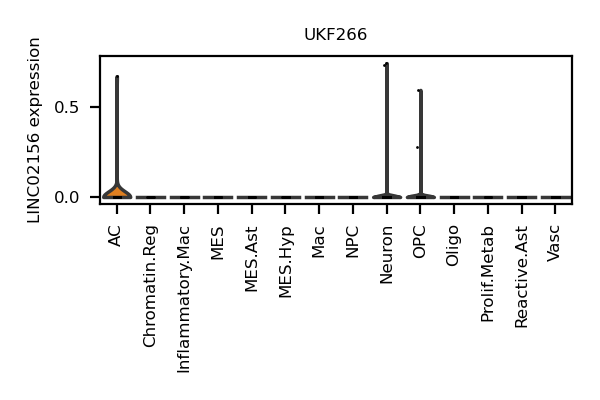 UKF266
LINC02156 expression
0.5
0.0
AC
Chromatin.Reg
Inflammatory.Mac
MES
MES.Ast
MES.Hyp
Mac
NPC
Neuron
OPC
Oligo
Prolif.Metab
Reactive.Ast
Vasc